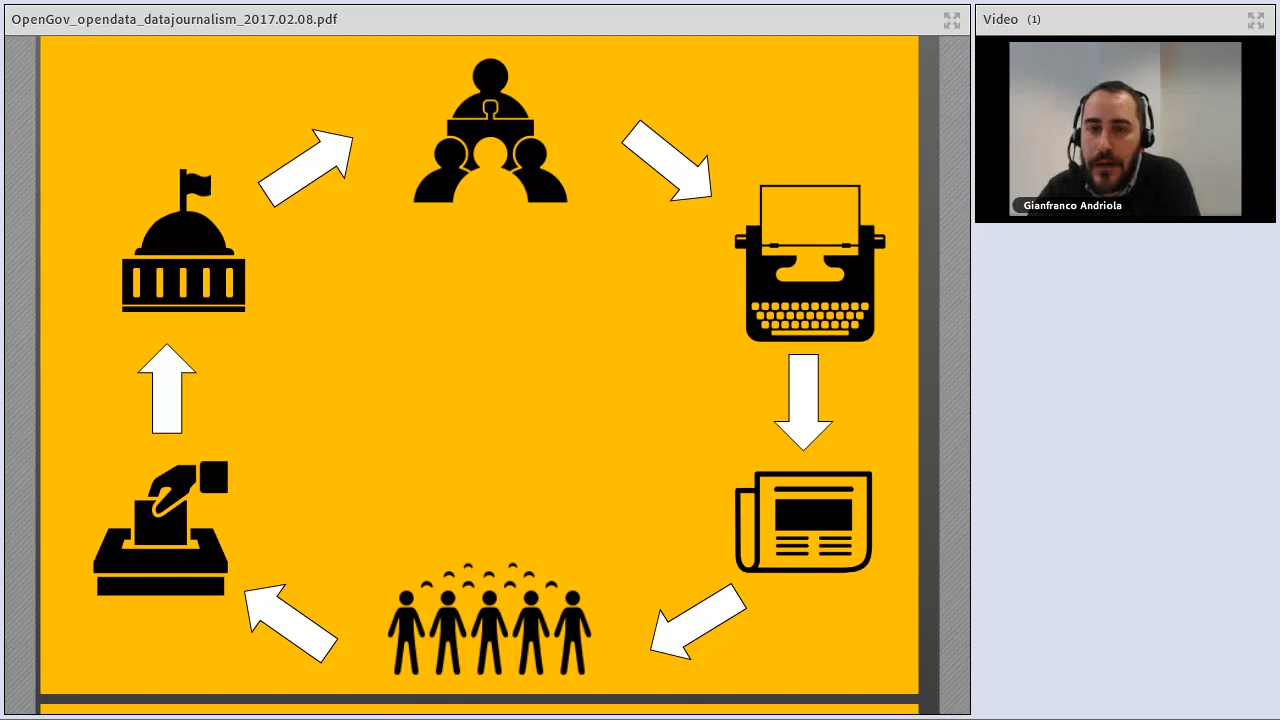 OpenGov_opendata_datajournalism_2017.02.08.pdf
Video (1)
Gianfranco Andriola